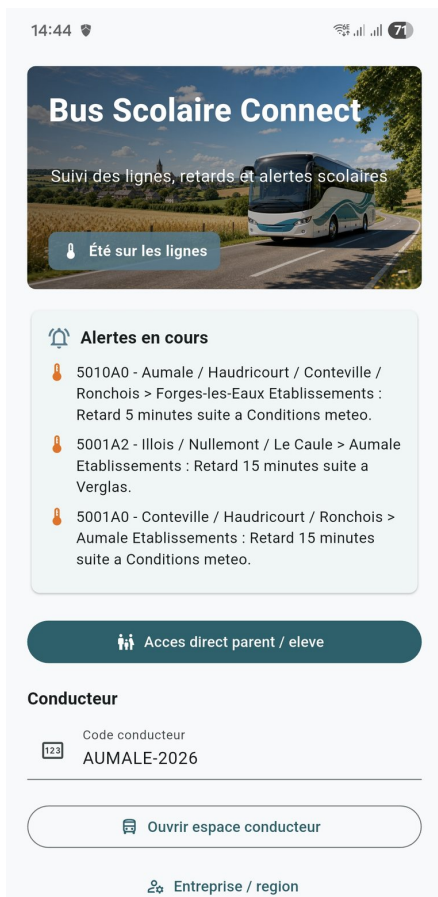 14:44
6E
71
Bus Scolaire Connect
Suivi des lignes, retards et alertes scolaires
Été sur les lignes
Alertes en cours
5010A0 - Aumale / Haudricourt / Conteville /
Ronchois > Forges-les-Eaux Etablissements :
Retard 5 minutes suite a Conditions meteo.
5001A2 - Illois / Nullemont / Le Caule > Aumale
Etablissements : Retard 15 minutes suite a
Verglas.
5001A0 - Conteville / Haudricourt / Ronchois >
Aumale Etablissements : Retard 15 minutes
suite a Conditions meteo.
Acces direct parent / eleve
Conducteur
Code conducteur
123
AUMALE-2026
Ouvrir espace conducteur
Entreprise / region